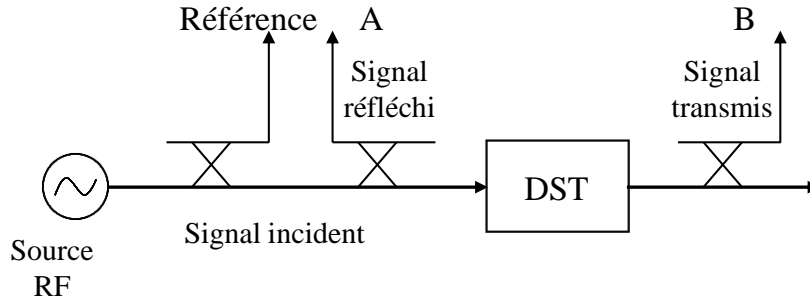 Référence
A
B
Signal
réfléchi
Signal
transmis
DST
Signal incident
Source
RF